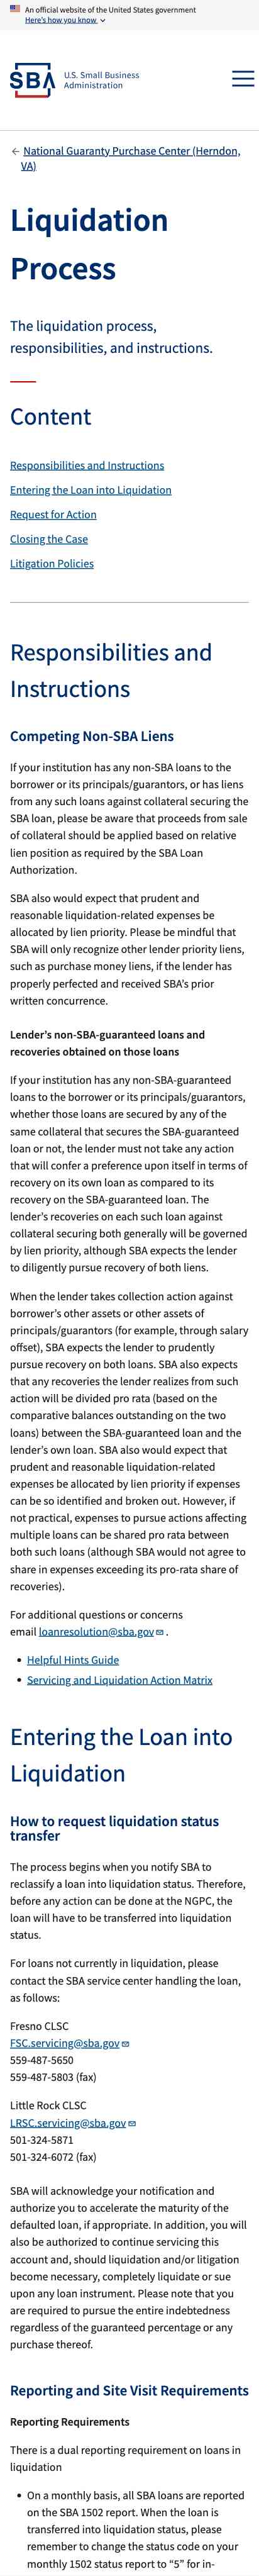 An official website of the United States government
Here's how you know
SBA
U.S. Small Business
Administration
National Guaranty Purchase Center (Herndon,
VA)
Liquidation
Process
The liquidation process,
responsibilities, and instructions.
Content
Responsibilities and Instructions
Entering the Loan into Liquidation
Request for Action
Closing the Case
Litigation Policies
Responsibilities and
Instructions
Competing Non-SBA Liens
If your institution has any non-SBA loans to the
borrower or its principals/guarantors, or has liens
from any such loans against collateral securing the
SBA loan, please be aware that proceeds from sale
of collateral should be applied based on relative
lien position as required by the SBA Loan
Authorization.
SBA also would expect that prudent and
reasonable liquidation-related expenses be
allocated by lien priority. Please be mindful that
SBA will only recognize other lender priority liens,
such as purchase money liens, if the lender has
properly perfected and received SBA's prior
written concurrence.
Lender's non-SBA-guaranteed loans and
recoveries obtained on those loans
If your institution has any non-SBA-guaranteed
loans to the borrower or its principals/guarantors,
whether those loans are secured by any of the
same collateral that secures the SBA-guaranteed
loan or not, the lender must not take any action
that will confer a preference upon itself in terms of
recovery on its own loan as compared to its
recovery on the SBA-guaranteed loan. The
lender's recoveries on each such loan against
collateral securing both generally will be governed
by lien priority, although SBA expects the lender
to diligently pursue recovery of both liens.
When the lender takes collection action against
borrower's other assets or other assets of
principals/guarantors (for example, through salary
offset), SBA expects the lender to prudently
pursue recovery on both loans. SBA also expects
that any recoveries the lender realizes from such
action will be divided pro rata (based on the
comparative balances outstanding on the two
loans) between the SBA-guaranteed loan and the
lender's own loan. SBA also would expect that
prudent and reasonable liquidation-related
expenses be allocated by lien priority if expenses
can be so identified and broken out. However, if
not practical, expenses to pursue actions affecting
multiple loans can be shared pro rata between
both such loans (although SBA would not agree to
share in expenses exceeding its pro-rata share of
recoveries).
For additional questions or concerns
email loanresolution@sba.gov .
• Helpful Hints Guide
• Servicing and Liquidation Action Matrix
Entering the Loan into
Liquidation
How to request liquidation status
transfer
The process begins when you notify SBA to
reclassify a loan into liquidation status. Therefore,
before any action can be done at the NGPC, the
loan will have to be transferred into liquidation
status.
For loans not currently in liquidation, please
contact the SBA service center handling the loan,
as follows:
Fresno CLSC
FSC.servicing@sba.gov
559-487-5650
559-487-5803 (fax)
Little Rock CLSC
LRSC.servicing@sba.gov
501-324-5871
501-324-6072 (fax)
SBA will acknowledge your notification and
authorize you to accelerate the maturity of the
defaulted loan, if appropriate. In addition, you will
also be authorized to continue servicing this
account and, should liquidation and/or litigation
become necessary, completely liquidate or sue
upon any loan instrument. Please note that you
are required to pursue the entire indebtedness
regardless of the guaranteed percentage or any
purchase thereof.
Reporting and Site Visit Requirements
Reporting Requirements
There is a dual reporting requirement on loans in
liquidation
• On a monthly basis, all SBA loans are reported
on the SBA 1502 report. When the loan is
transferred into liquidation status, please
remember to change the status code on your
monthly 1502 status report to “5” for in-